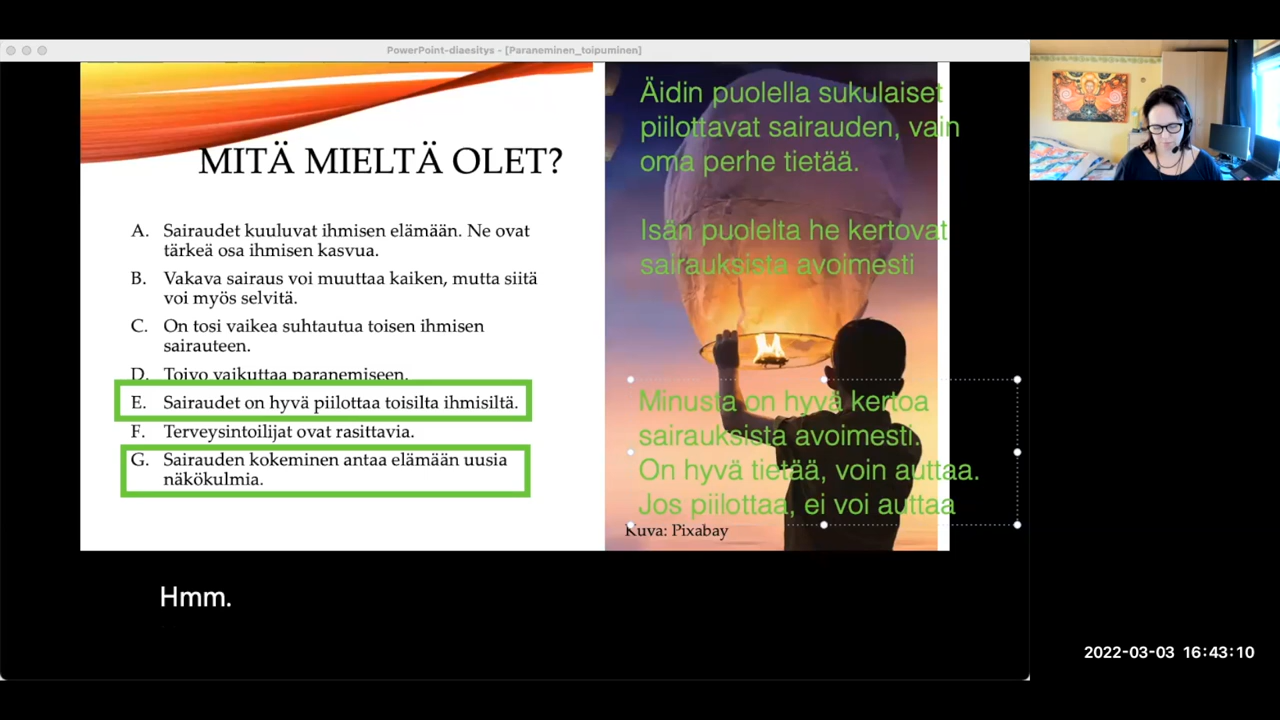 PowerPoint-diaesitys - [Paraneminen_toipuminen]
MITÄ MIELTÄ OLET?
A. Sairaudet kuuluvat ihmisen elämään. Ne ovat
tärkeä osa ihmisen kasvua.
B. Vakava sairaus voi muuttaa kaiken, mutta siitä
voi myös selvitä.
C. On tosi vaikea suhtautua toisen ihmisen
sairauteen.
D. Toivo vaikuttaa paranemiseen.
E. Sairaudet on hyvä piilottaa toisilta ihmisiltä.
F. Terveysintoilijat ovat rasittavia.
G. Sairauden kokeminen antaa elämään uusia
näkökulmia.
Äidin puolella sukulaiset
piilottavat sairauden, vain
oma perhe tietää.
Isän puolelta he kertovat
sairauksista avoimesti
Minusta on hyvä kertoa
sairauksista avoimesti.
On hyvä tietää, voin auttaa.
Jos piilottaa, ei voi auttaa
Kuva: Pixabay
Hmm.
2022-03-03 16:43:10